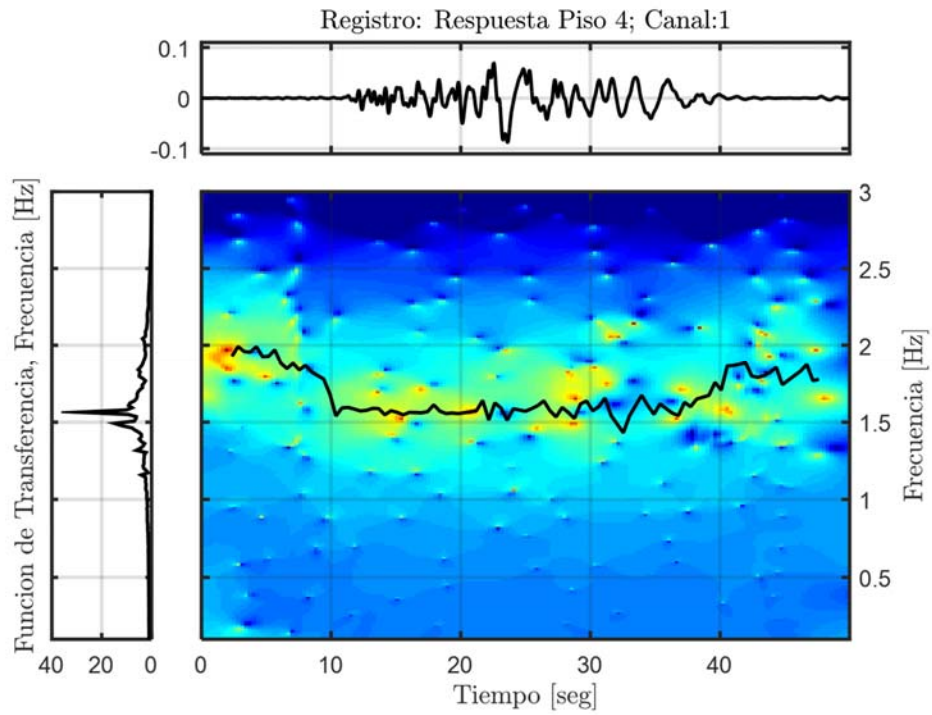 Registro: Respuesta Piso 4; Canal:1
0.1
0
-0.1
Funcion de Transferencia, Frecuencia [Hz]
40 20 0
3
2.5
2
1.5
1
0.5
Frecuencia [Hz]
0 10 20 30 40
Tiempo [seg]